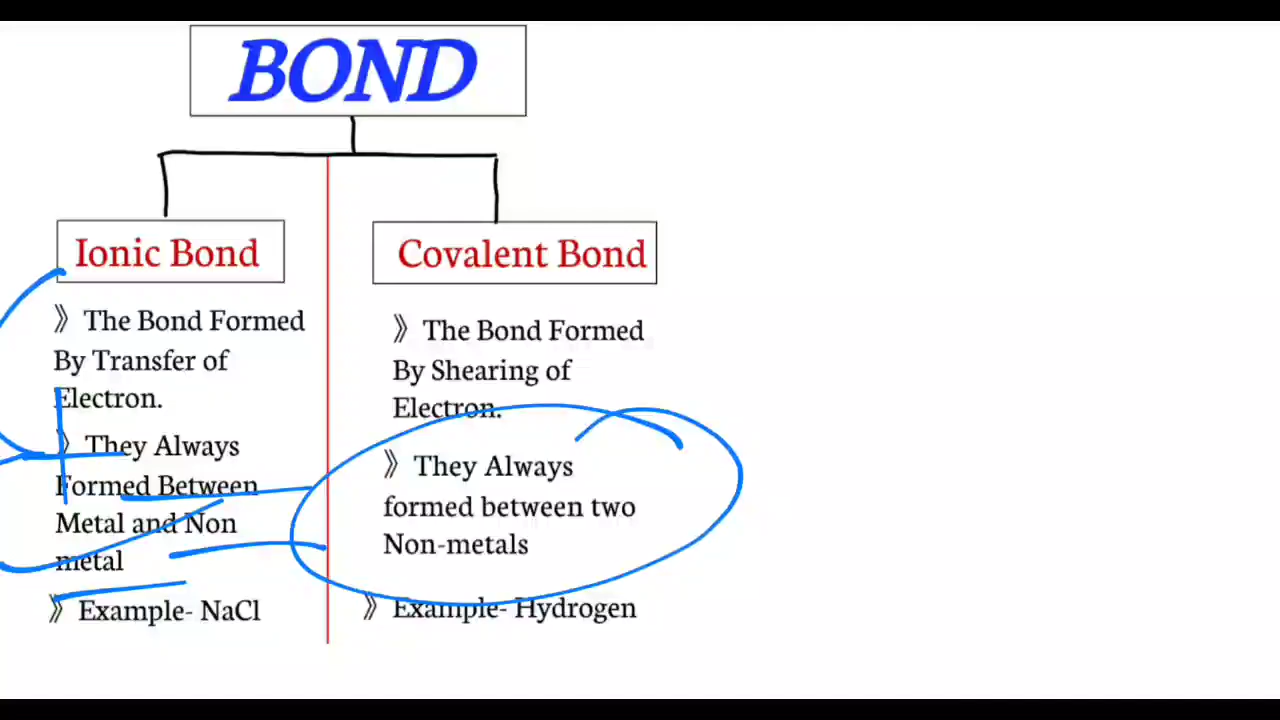 BOND
Ionic Bond
》The Bond Formed
By Transfer of
Electron.
》They Always
Formed Between
Metal and Non
metal
》Example- NaCl
Covalent Bond
》The Bond Formed
By Shearing of
Electron.
》They Always
formed between two
Non-metals
》Example- Hydrogen